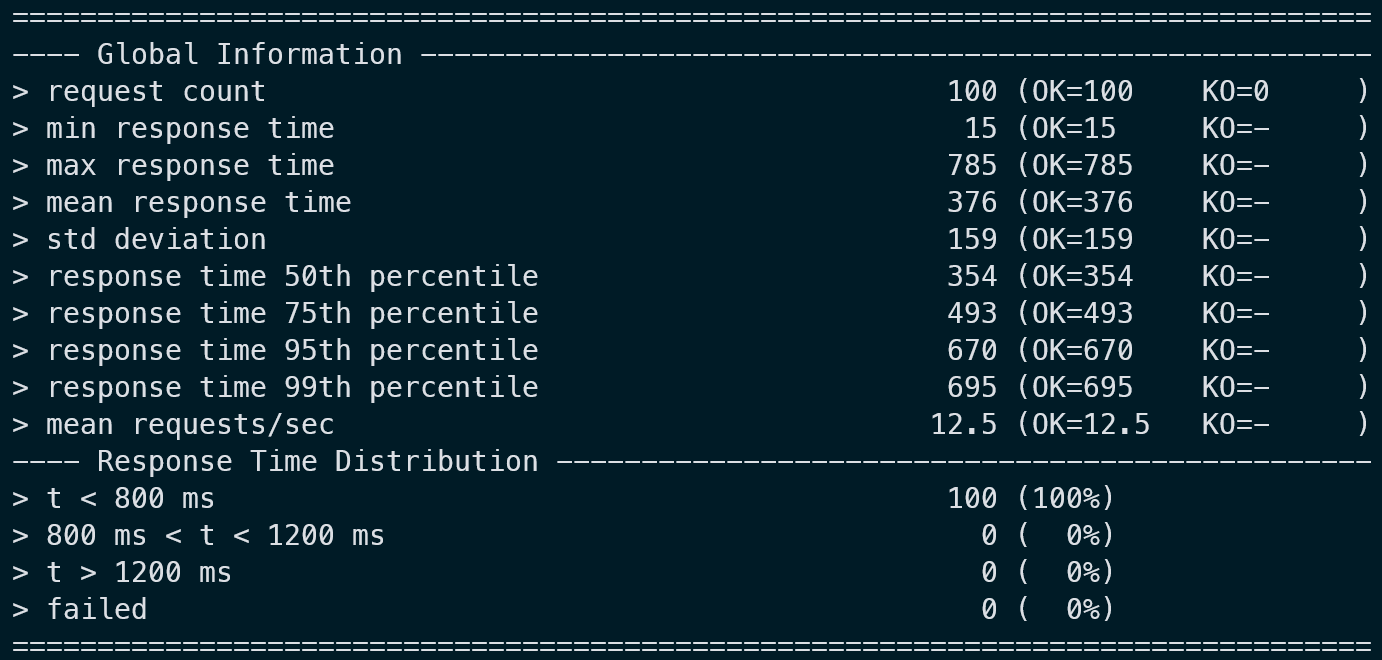 ================================================================================
---- Global Information --------------------------------------------------------
> request count                                        100 (OK=100    KO=0     )
> min response time                                     15 (OK=15     KO=-     )
> max response time                                    785 (OK=785    KO=-     )
> mean response time                                   376 (OK=376    KO=-     )
> std deviation                                        159 (OK=159    KO=-     )
> response time 50th percentile                        354 (OK=354    KO=-     )
> response time 75th percentile                        493 (OK=493    KO=-     )
> response time 95th percentile                        670 (OK=670    KO=-     )
> response time 99th percentile                        695 (OK=695    KO=-     )
> mean requests/sec                                   12.5 (OK=12.5   KO=-     )
---- Response Time Distribution ------------------------------------------------
> t < 800 ms                                           100 (100%)
> 800 ms < t < 1200 ms                                   0 (  0%)
> t > 1200 ms                                            0 (  0%)
> failed                                                 0 (  0%)
================================================================================